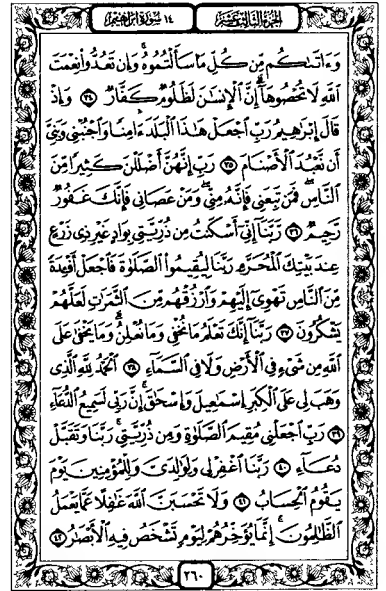 الجزء الثالث عشر ١٤ سورة إبراهيم
وَءَاتَىٰكُم مِّن كُلِّ مَا سَأَلْتُمُوهُ ۚ وَإِن تَعُدُّوا۟ نِعْمَتَ
ٱللَّهِ لَا تُحْصُوهَآ ۗ إِنَّ ٱلْإِنسَـٰنَ لَظَلُومٌ كَفَّارٌ ٣٤ وَإِذْ
قَالَ إِبْرَٰهِيمُ رَبِّ ٱجْعَلْ هَـٰذَا ٱلْبَلَدَ ءَامِنًا وَٱجْنُبْنِى وَبَنِىَّ
أَن نَّعْبُدَ ٱلْأَصْنَامَ ٣٥ رَبِّ إِنَّهُنَّ أَضْلَلْنَ كَثِيرًا مِّنَ
ٱلنَّاسِ ۖ فَمَن تَبِعَنِى فَإِنَّهُۥ مِنِّى ۖ وَمَنْ عَصَانِى فَإِنَّكَ غَفُورٌ
رَّحِيمٌ ٣٦ رَّبَّنَآ إِنِّىٓ أَسْكَنتُ مِن ذُرِّيَّتِى بِوَادٍ غَيْرِ ذِى زَرْعٍ
عِندَ بَيْتِكَ ٱلْمُحَرَّمِ رَبَّنَا لِيُقِيمُوا۟ ٱلصَّلَوٰةَ فَٱجْعَلْ أَفْـِٔدَةً
مِّنَ ٱلنَّاسِ تَهْوِىٓ إِلَيْهِمْ وَٱرْزُقْهُم مِّنَ ٱلثَّمَرَٰتِ لَعَلَّهُمْ
يَشْكُرُونَ ٣٧ رَبَّنَآ إِنَّكَ تَعْلَمُ مَا نُخْفِى وَمَا نُعْلِنُ ۗ وَمَا يَخْفَىٰ عَلَى
ٱللَّهِ مِن شَىْءٍ فِى ٱلْأَرْضِ وَلَا فِى ٱلسَّمَآءِ ٣٨ ٱلْحَمْدُ لِلَّهِ ٱلَّذِى
وَهَبَ لِى عَلَى ٱلْكِبَرِ إِسْمَـٰعِيلَ وَإِسْحَـٰقَ ۚ إِنَّ رَبِّى لَسَمِيعُ ٱلدُّعَآءِ
٣٩ رَبِّ ٱجْعَلْنِى مُقِيمَ ٱلصَّلَوٰةِ وَمِن ذُرِّيَّتِى ۚ رَبَّنَا وَتَقَبَّلْ
دُعَآءِ ٤٠ رَبَّنَا ٱغْفِرْ لِى وَلِوَٰلِدَىَّ وَلِلْمُؤْمِنِينَ يَوْمَ
يَقُومُ ٱلْحِسَابُ ٤١ وَلَا تَحْسَبَنَّ ٱللَّهَ غَـٰفِلًا عَمَّا يَعْمَلُ
ٱلظَّـٰلِمُونَ ۚ إِنَّمَا يُؤَخِّرُهُمْ لِيَوْمٍ تَشْخَصُ فِيهِ ٱلْأَبْصَـٰرُ ٤٢
٢٦٠